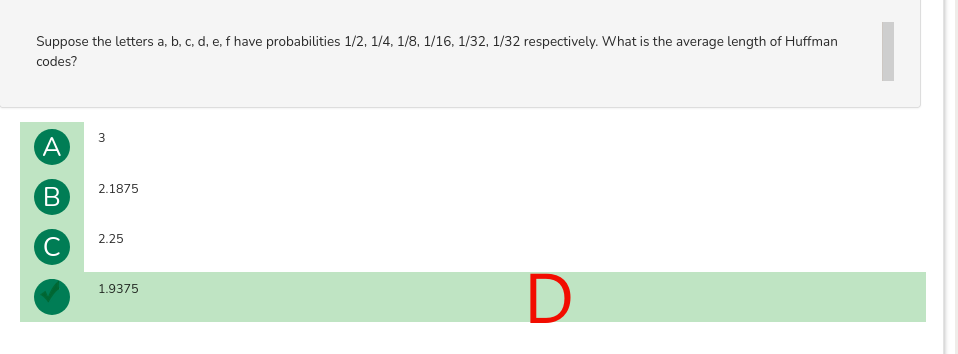 Suppose the letters a, b, c, d, e, f have probabilities 1/2, 1/4, 1/8, 1/16, 1/32, 1/32 respectively. What is the average length of Huffman
codes?
A 3
B 2.1875
C 2.25
1.9375 D